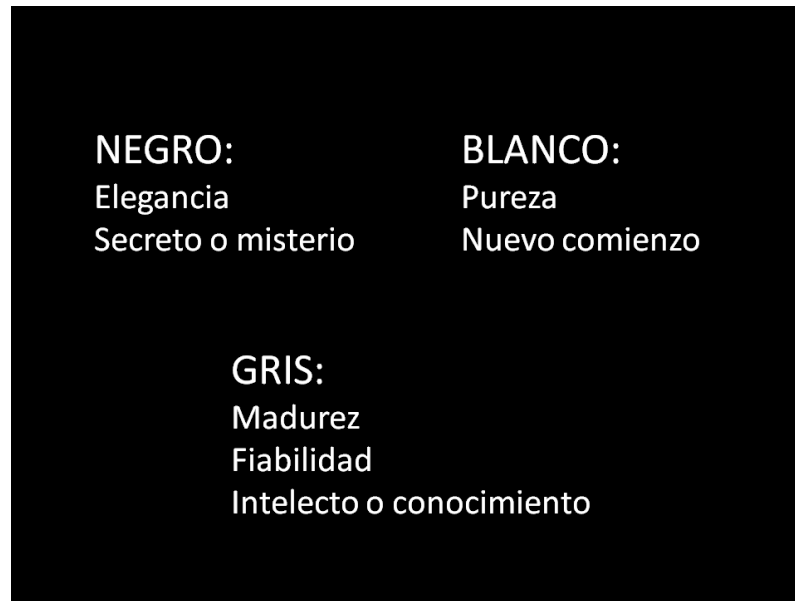 NEGRO:
Elegancia
Secreto o misterio
BLANCO:
Pureza
Nuevo comienzo
GRIS:
Madurez
Fiabilidad
Intelecto o conocimiento